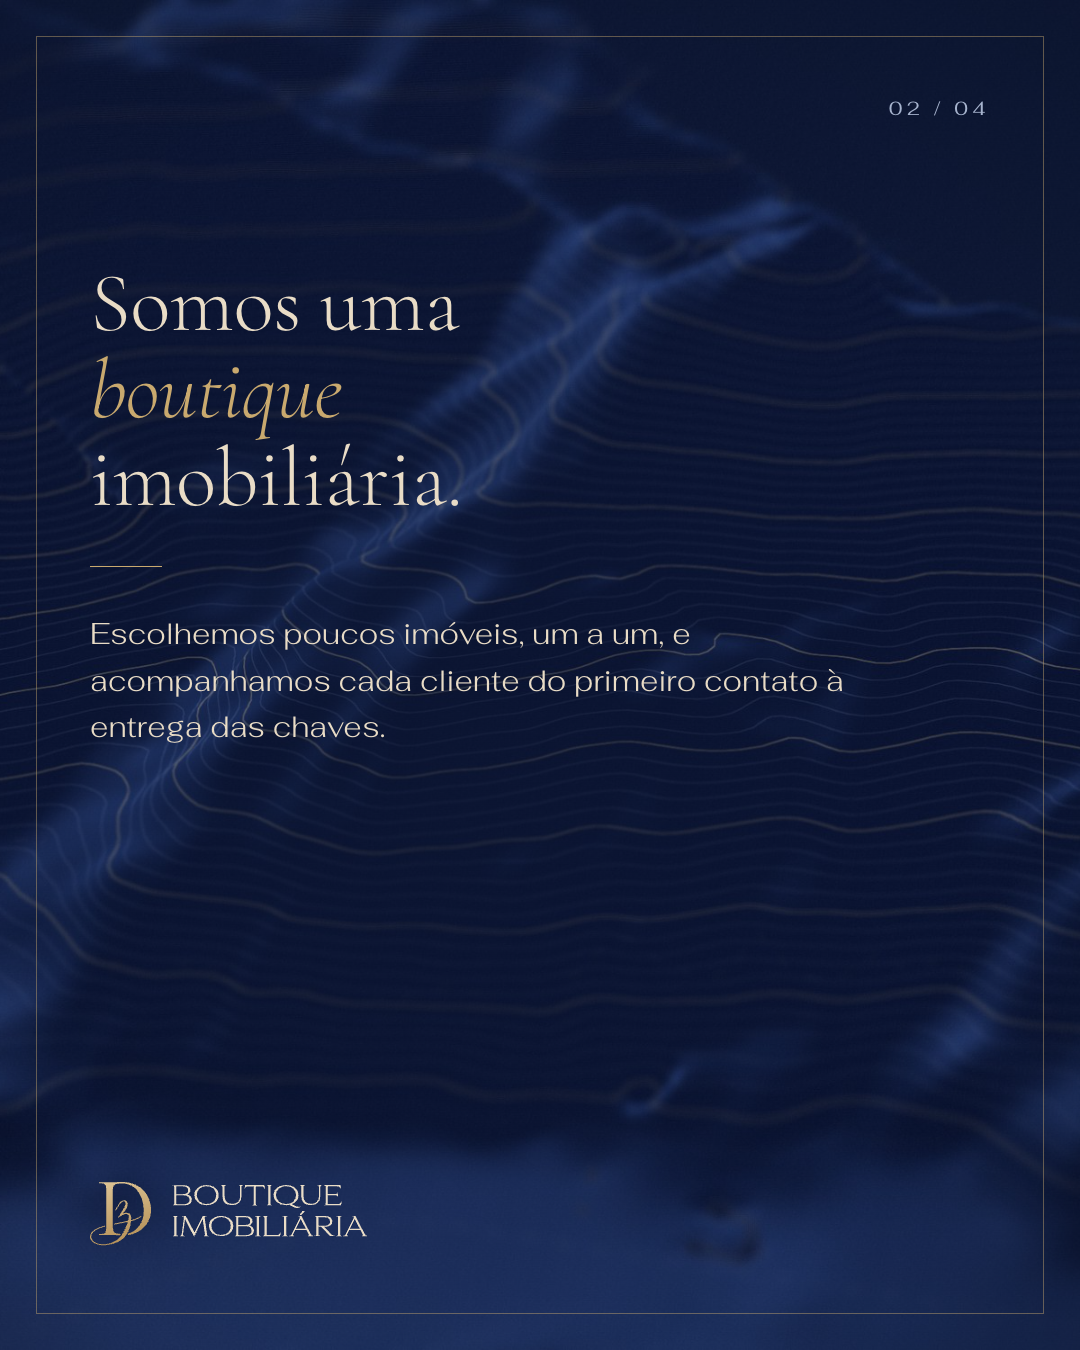 02 / 04
Somos uma
boutique
imobiliária.
Escolhemos poucos imóveis, um a um, e
acompanhamos cada cliente do primeiro contato à
entrega das chaves.
BOUTIQUE
IMOBILIÁRIA